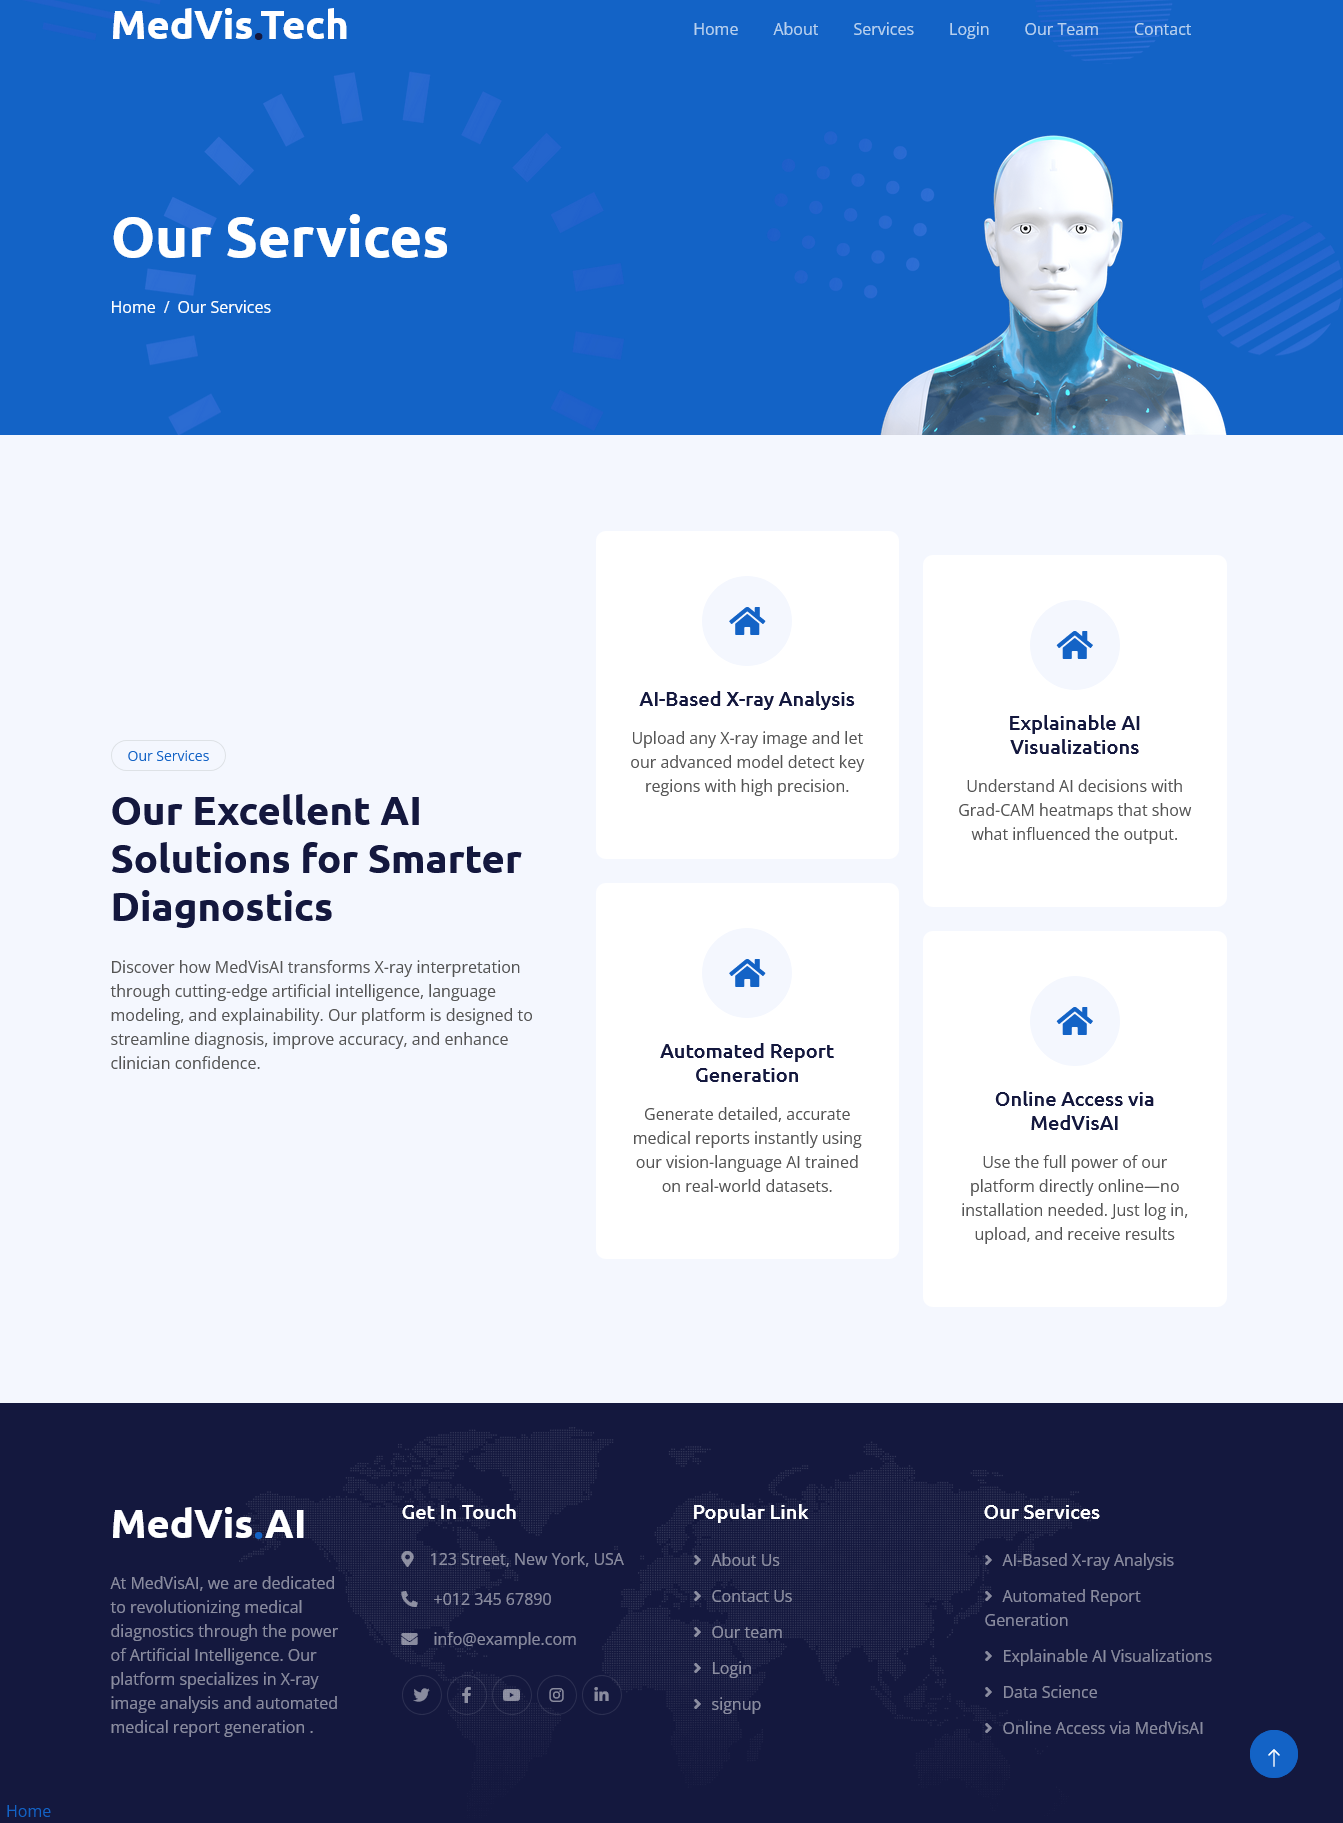 MedVis.Tech
Home
About
Services
Login
Our Team
Contact
Our Services
Home / Our Services
Our Services
Our Excellent AI
Solutions for Smarter
Diagnostics
Discover how MedVisAI transforms X-ray interpretation
through cutting-edge artificial intelligence, language
modeling, and explainability. Our platform is designed to
streamline diagnosis, improve accuracy, and enhance
clinician confidence.
AI-Based X-ray Analysis
Upload any X-ray image and let
our advanced model detect key
regions with high precision.
Explainable AI
Visualizations
Understand AI decisions with
Grad-CAM heatmaps that show
what influenced the output.
Automated Report
Generation
Generate detailed, accurate
medical reports instantly using
our vision-language AI trained
on real-world datasets.
Online Access via
MedVisAI
Use the full power of our
platform directly online—no
installation needed. Just log in,
upload, and receive results
MedVis.AI
At MedVisAI, we are dedicated
to revolutionizing medical
diagnostics through the power
of Artificial Intelligence. Our
platform specializes in X-ray
image analysis and automated
medical report generation .
Get In Touch
123 Street, New York, USA
+012 345 67890
info@example.com
Popular Link
About Us
Contact Us
Our team
Login
signup
Our Services
AI-Based X-ray Analysis
Automated Report
Generation
Explainable AI Visualizations
Data Science
Online Access via MedVisAI
Home